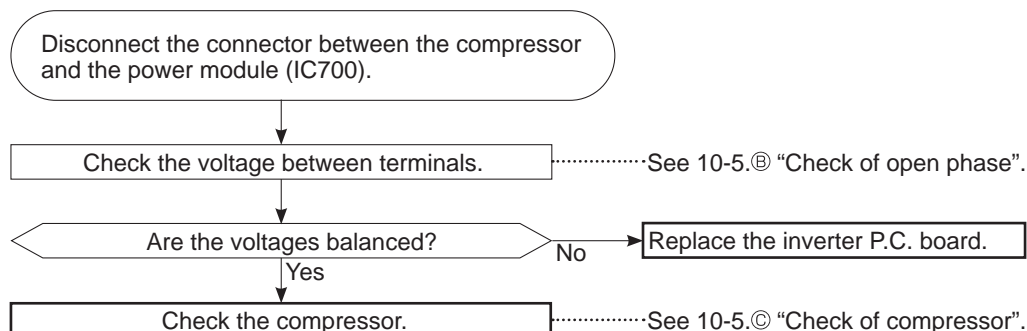 Disconnect the connector between the compressor
and the power module (IC700).
Check the voltage between terminals.
See 10-5.Ⓑ “Check of open phase”.
Are the voltages balanced?
No
Replace the inverter P.C. board.
Yes
Check the compressor.
See 10-5.Ⓒ “Check of compressor”.